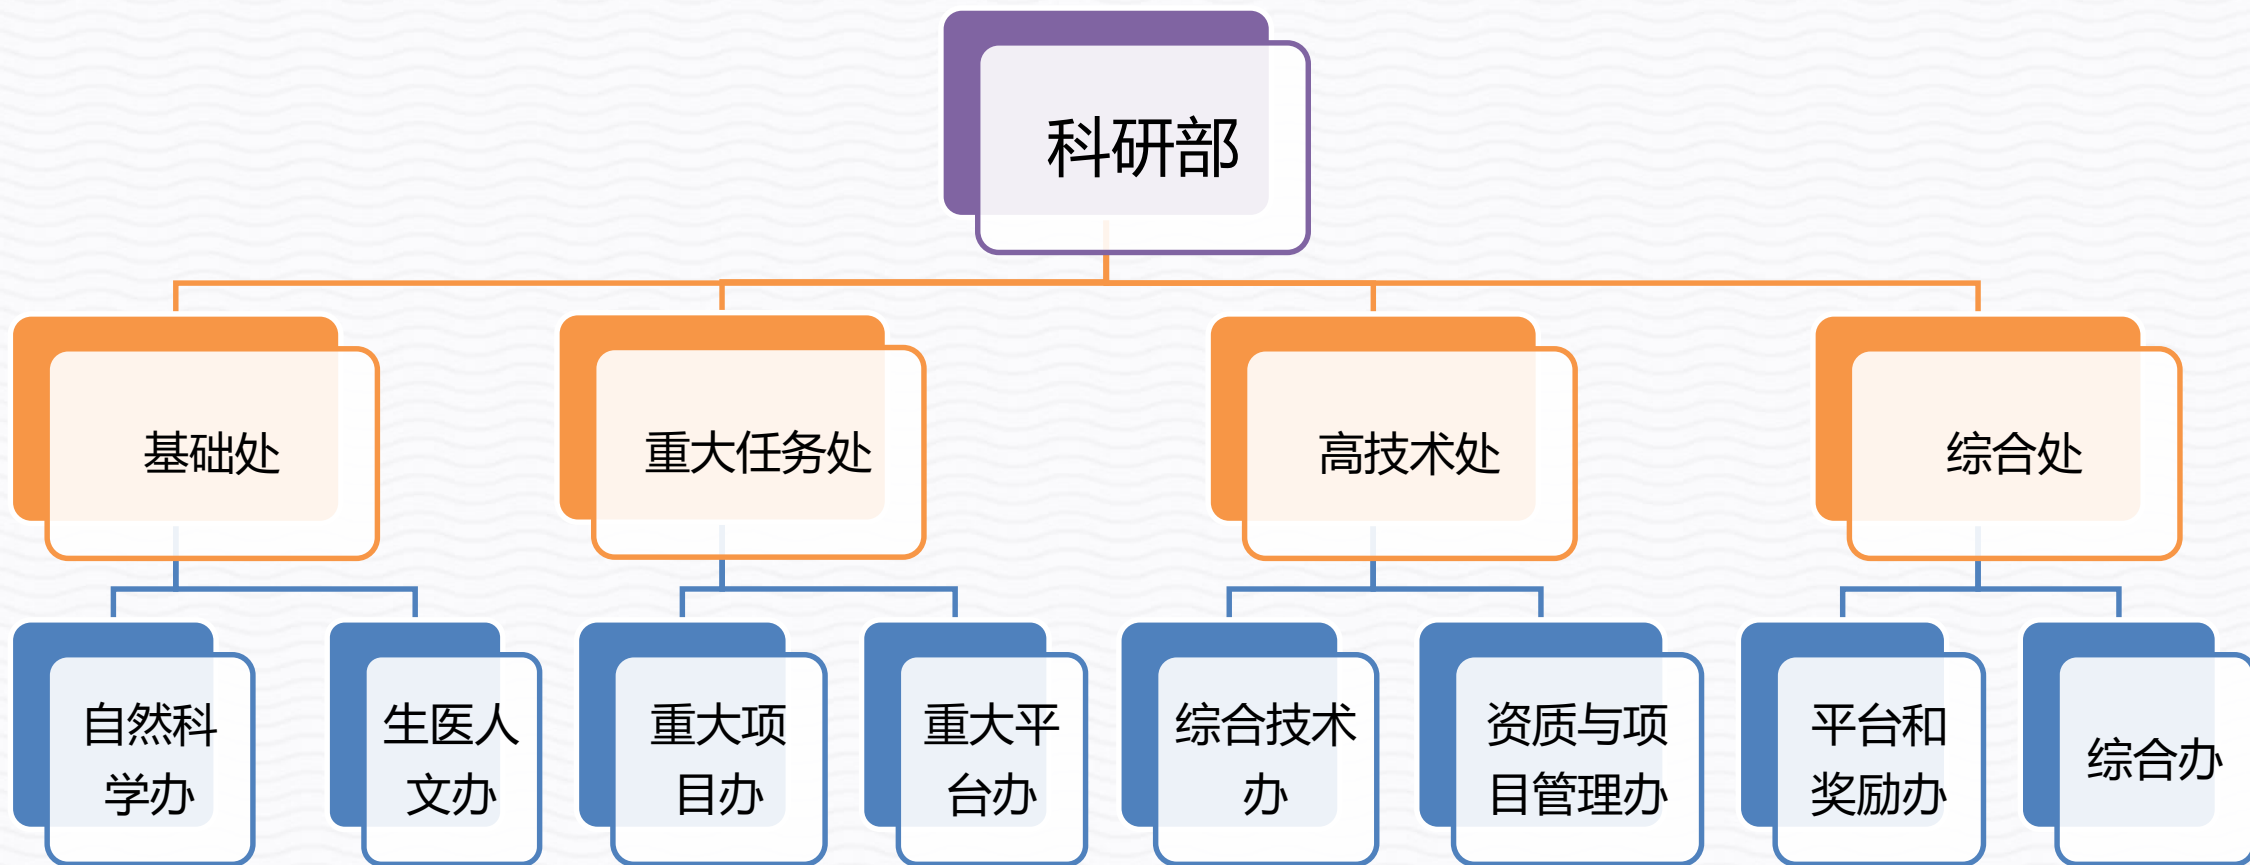 科研部
基础处
重大任务处
高技术处
综合处
自然科
学办
生医人
文办
重大项
目办
重大平
台办
综合技术
办
资质与项
目管理办
平台和
奖励办
综合办